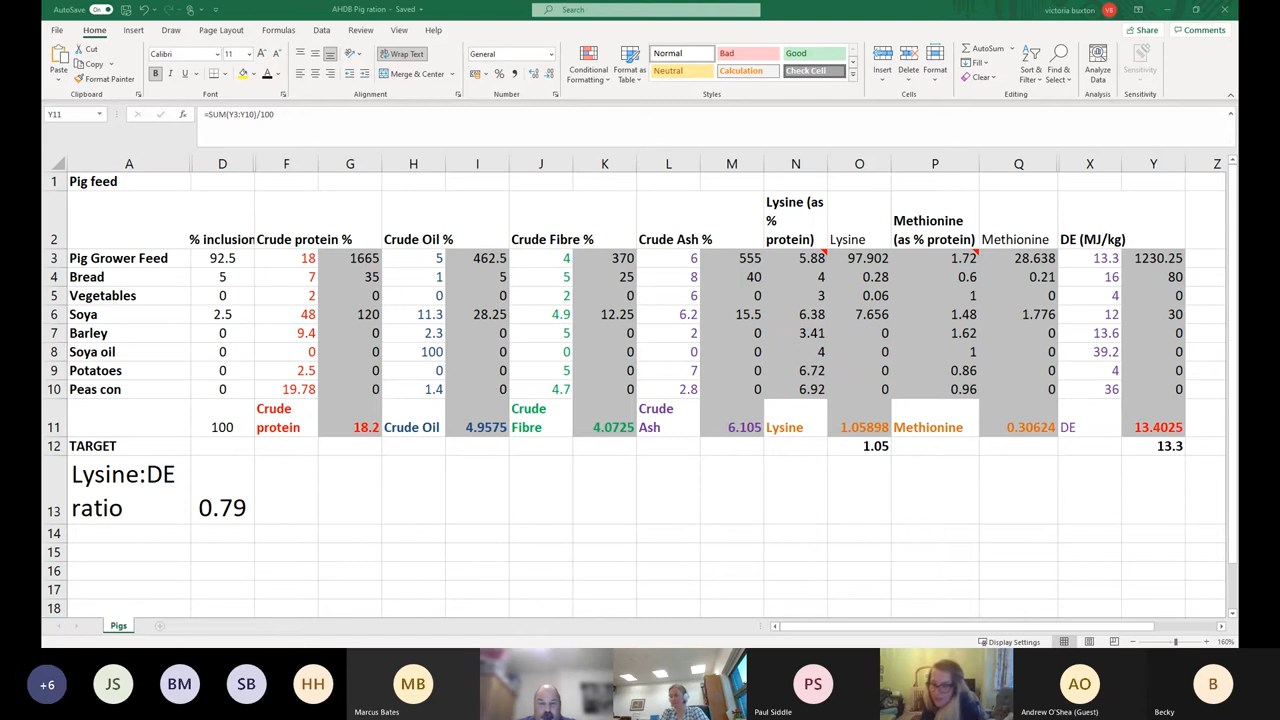 AutoSave On AHDB Pig ration - Saved Search victoria buxton VB
File Home Insert Draw Page Layout Formulas Data Review View Help Share Comments
Paste Cut Copy Format Painter Calibri 11 Wrap Text Merge & Center General Conditional Formatting Format as Table Normal Bad Good Neutral Calculation Check Cell Insert Delete Format AutoSum Fill Clear Sort & Filter Find & Select Analyze Data Sensitivity
Clipboard Font Alignment Number Styles Cells Editing Analysis Sensitivity
Y11 fx =SUM(Y3:Y10)/100
A D F G H I J K L M N O P Q X Y Z
1 Pig feed
2 % inclusion Crude protein % Crude Oil % Crude Fibre % Crude Ash % Lysine (as % protein) Lysine Methionine (as % protein) Methionine DE (MJ/kg)
3 Pig Grower Feed 92.5 18 1665 5 462.5 4 370 6 555 5.88 97.902 1.72 28.638 13.3 1230.25
4 Bread 5 7 35 1 5 5 25 8 40 4 0.28 0.6 0.21 16 80
5 Vegetables 0 2 0 0 0 2 0 6 0 3 0.06 1 0 4 0
6 Soya 2.5 48 120 11.3 28.25 4.9 12.25 6.2 15.5 6.38 7.656 1.48 1.776 12 30
7 Barley 0 9.4 0 2.3 0 5 0 2 0 3.41 0 1.62 0 13.6 0
8 Soya oil 0 0 0 100 0 0 0 0 0 4 0 1 0 39.2 0
9 Potatoes 0 2.5 0 0 0 5 0 7 0 6.72 0 0.86 0 4 0
10 Peas con 0 19.78 0 1.4 0 4.7 0 2.8 0 6.92 0 0.96 0 36 0
11 100 Crude protein 18.2 Crude Oil 4.9575 Crude Fibre 4.0725 Crude Ash 6.105 Lysine 1.05898 Methionine 0.30624 DE 13.4025
12 TARGET 1.05 13.3
13 Lysine:DE ratio 0.79
14
15
16
17
18
Pigs
Display Settings 160%
+6 JS BM SB HH MB PS AO B
Marcus Bates Paul Siddle Andrew O'Shea (Guest) Becky